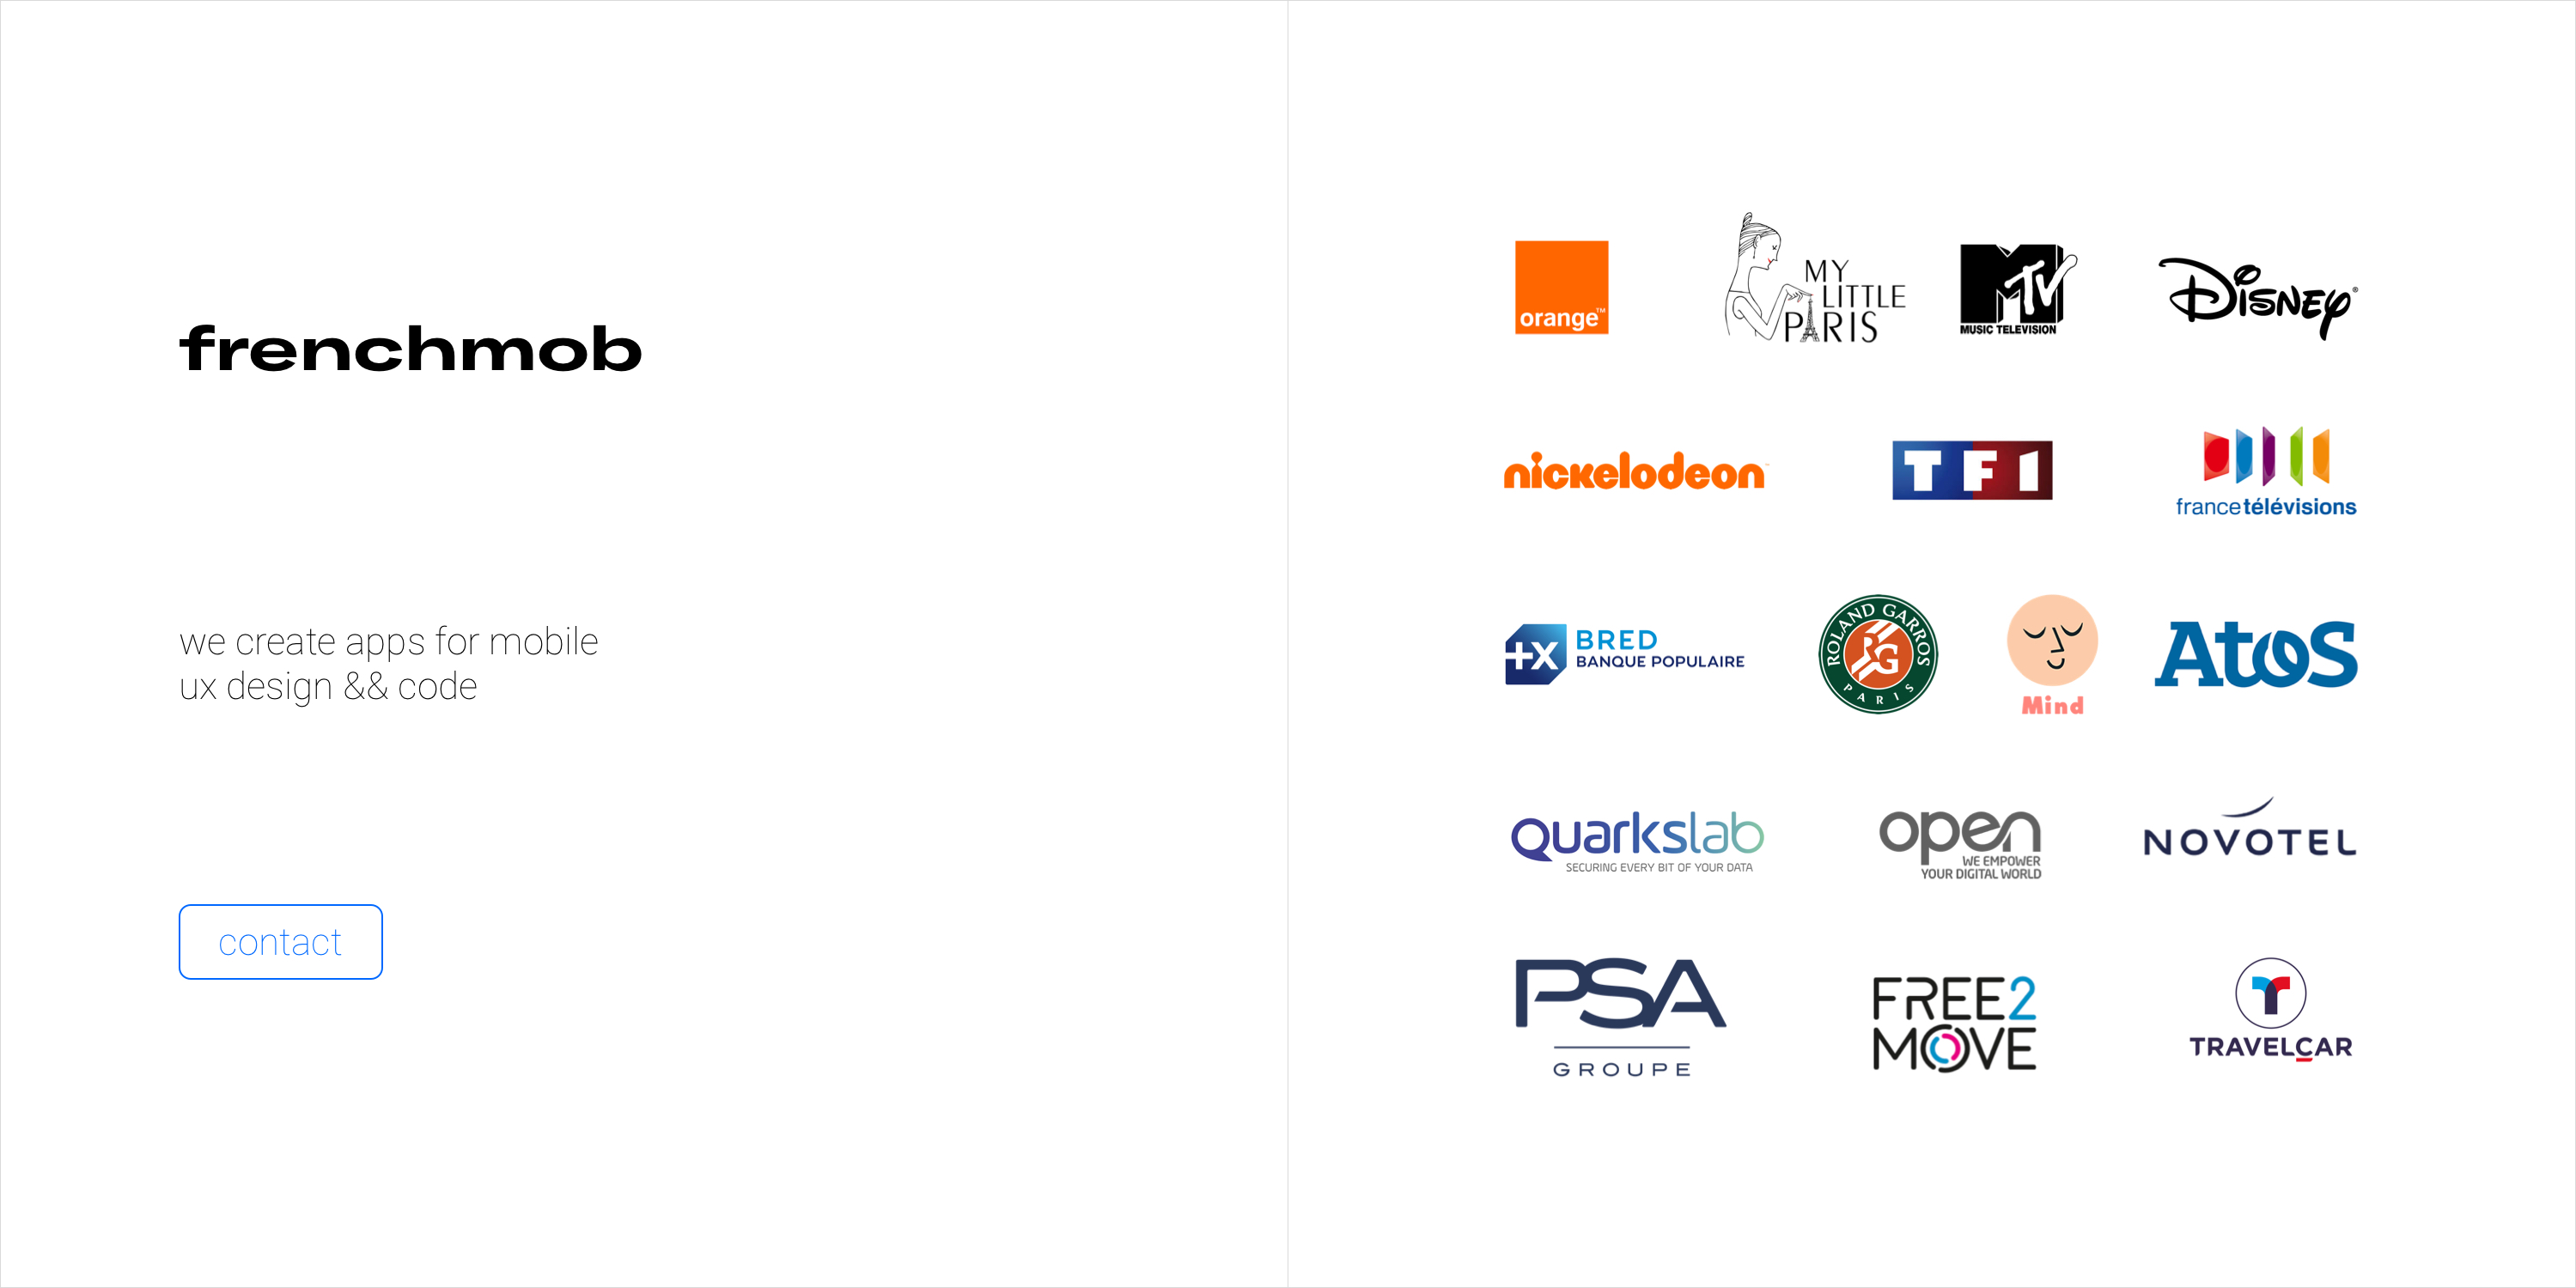 frenchmob
we create apps for mobile
ux design && code
contact
orange™
MY
LITTLE
PARIS
MTV
MUSIC TELEVISION
Disney®
nickelodeon™
TF1
francetélévisions
+X
BRED
BANQUE POPULAIRE
ROLAND GARROS
RG
PARIS
Mind
Atos
Quarkslab
SECURING EVERY BIT OF YOUR DATA
open
WE EMPOWER
YOUR DIGITAL WORLD
NOVOTEL
PSA
GROUPE
FREE2
MOVE
T
TRAVELCAR